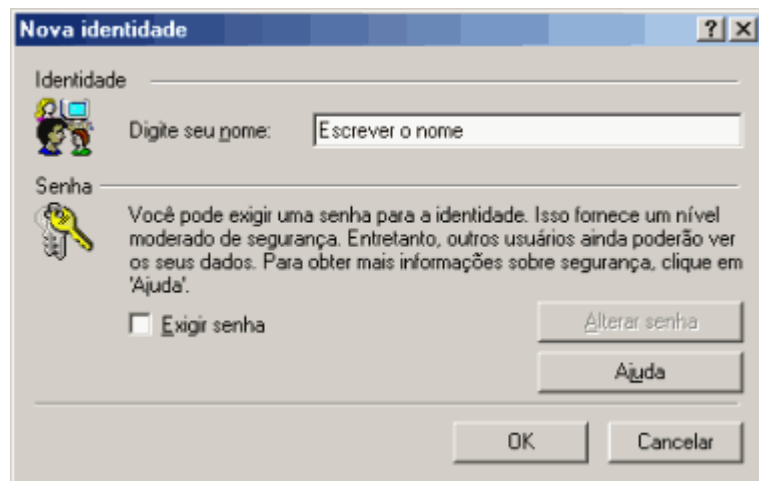 Nova identidade
Identidade
Digite seu nome: Escrever o nome
Senha
Você pode exigir uma senha para a identidade. Isso fornece um nível
moderado de segurança. Entretanto, outros usuários ainda poderão ver
os seus dados. Para obter mais informações sobre segurança, clique em
'Ajuda'.
Exigir senha
Alterar senha
Ajuda
OK Cancelar